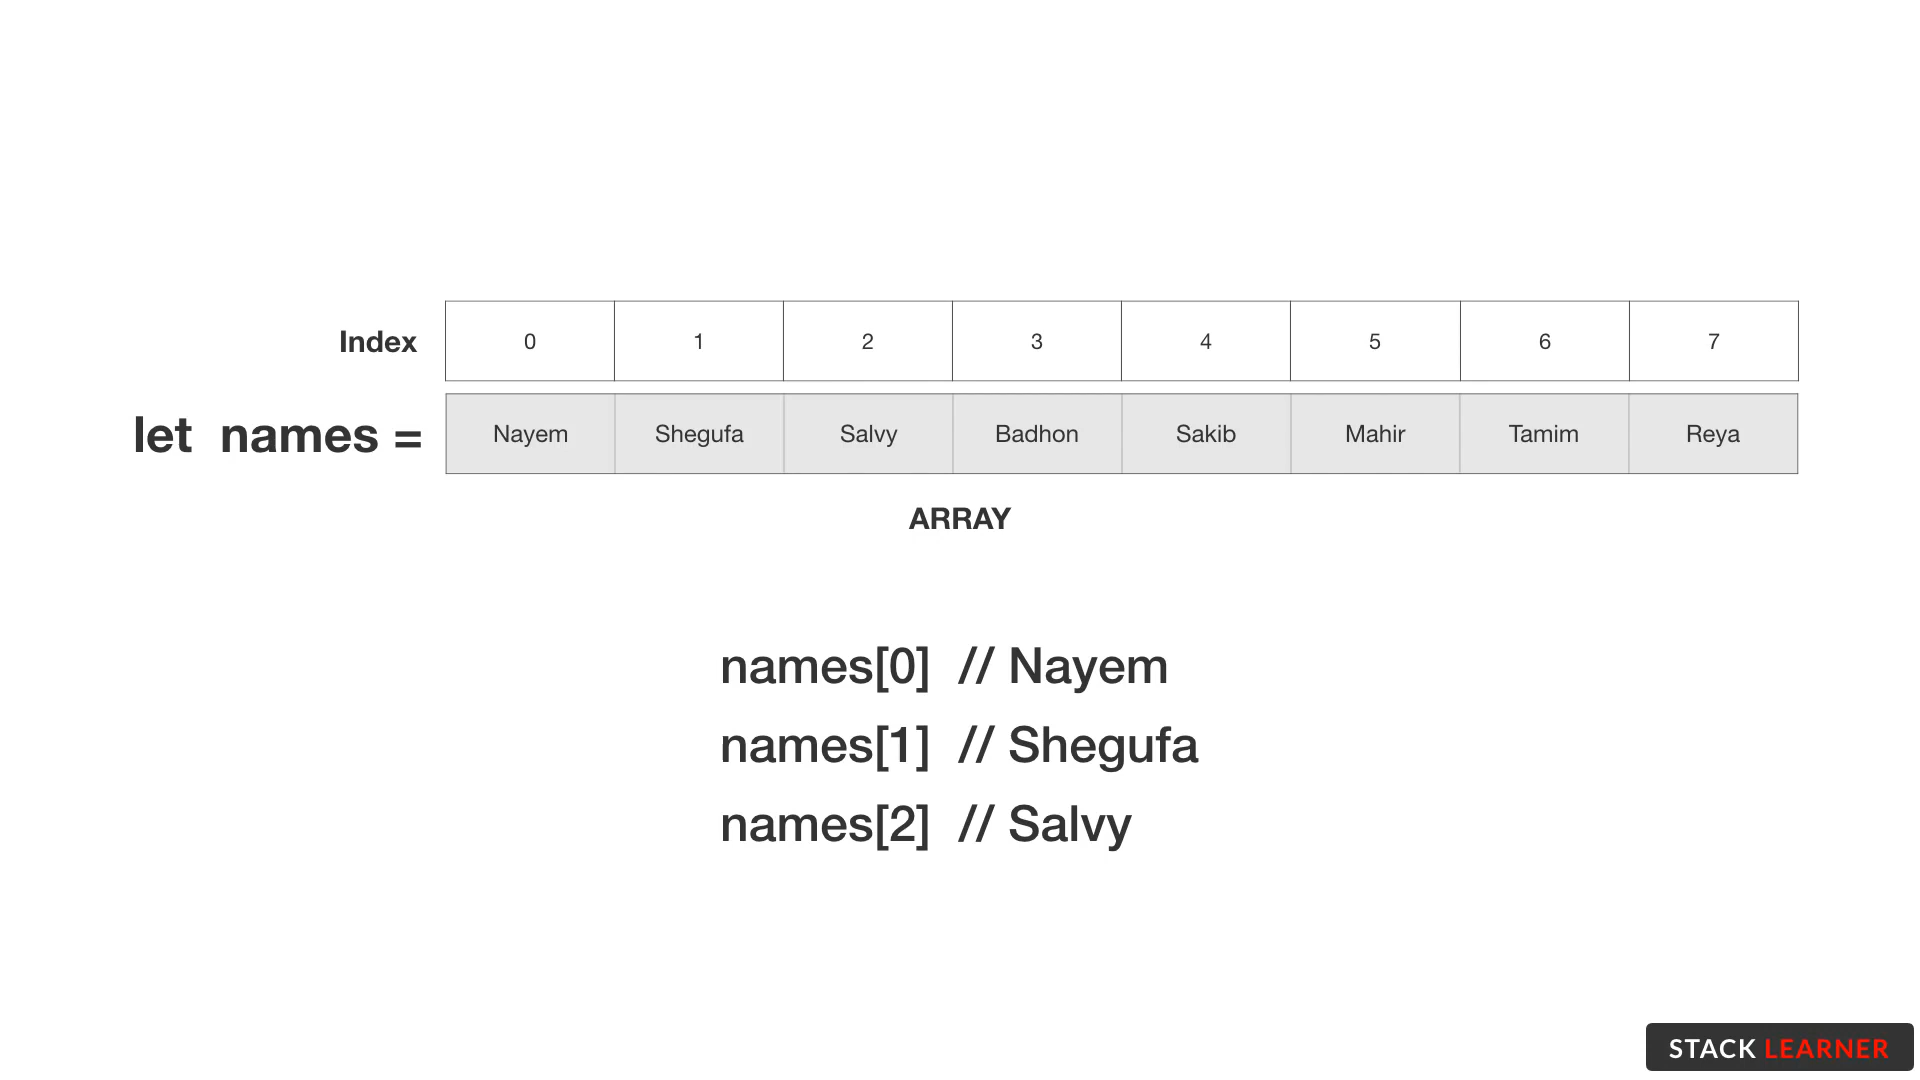 Index 0 1 2 3 4 5 6 7
let names = Nayem Shegufa Salvy Badhon Sakib Mahir Tamim Reya
ARRAY
names[0] // Nayem
names[1] // Shegufa
names[2] // Salvy
STACK LEARNER